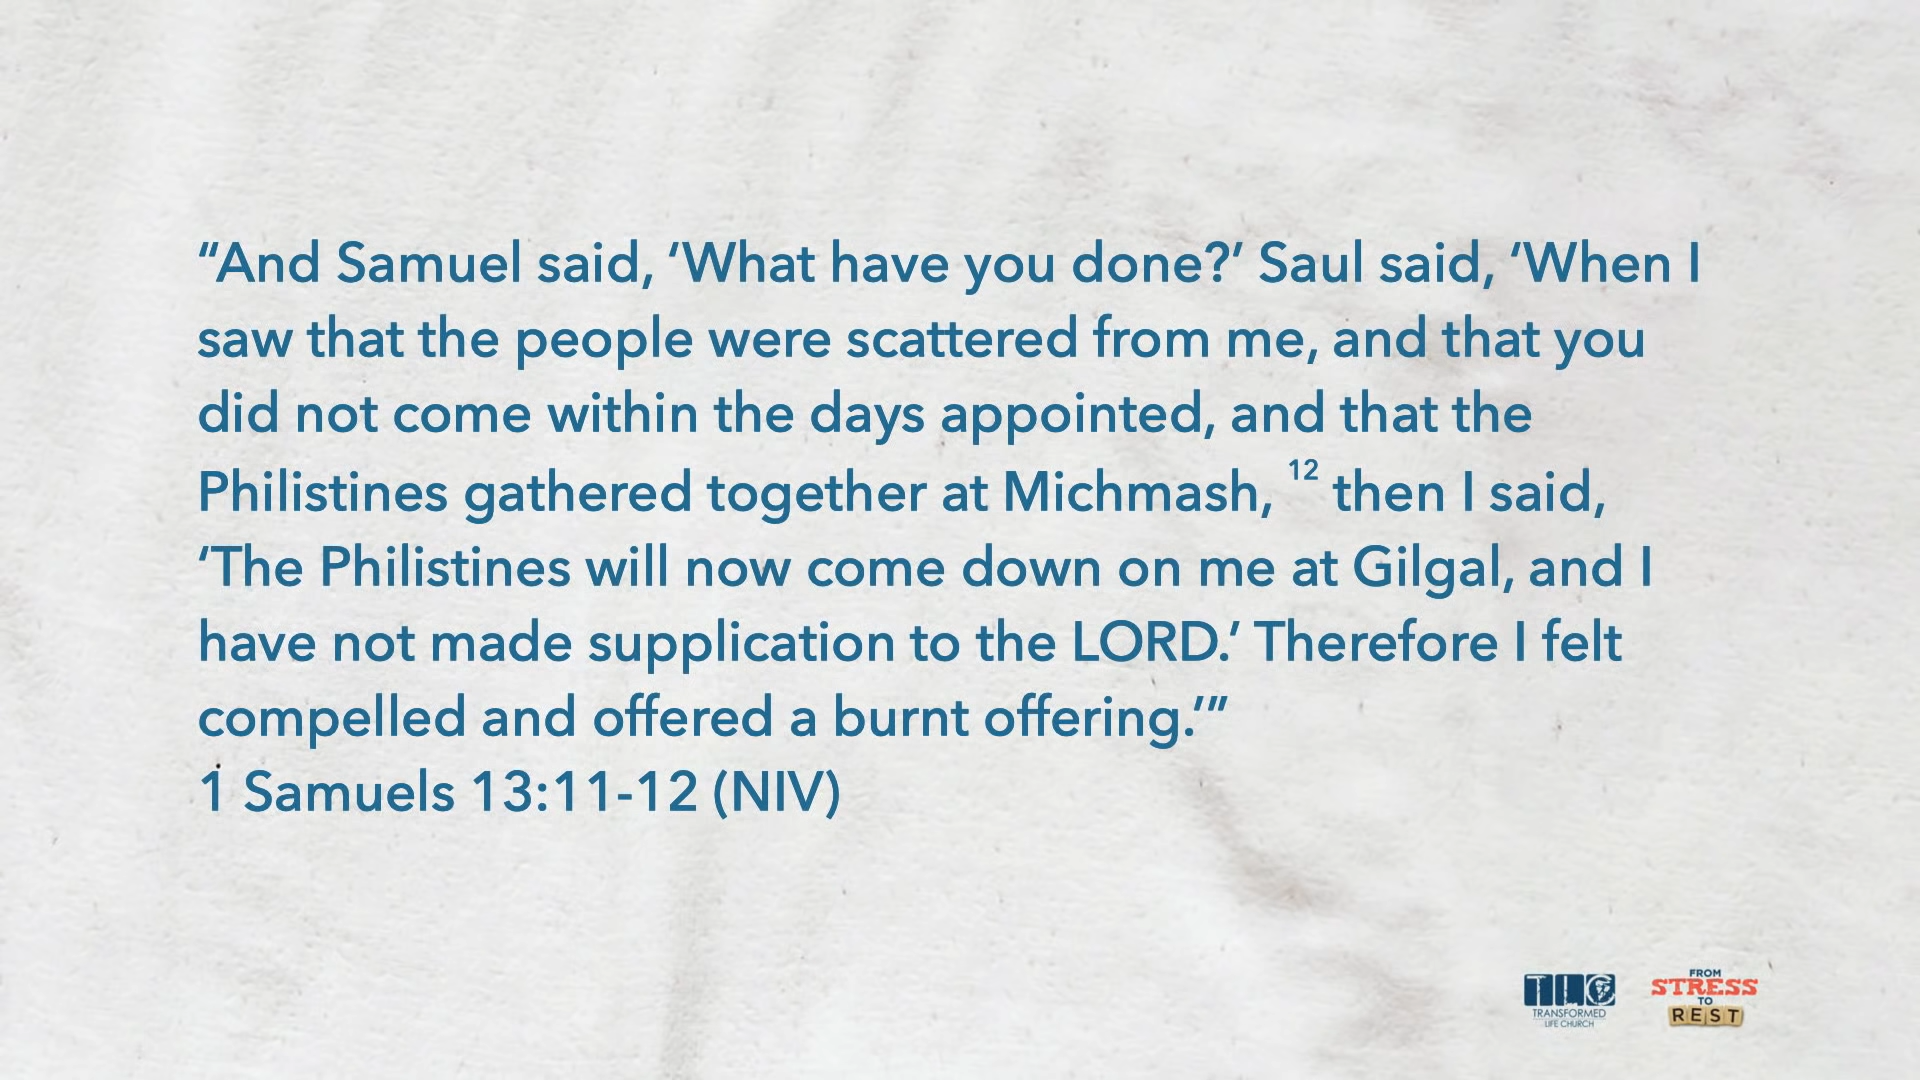 “And Samuel said, ‘What have you done?’ Saul said, ‘When I
saw that the people were scattered from me, and that you
did not come within the days appointed, and that the
Philistines gathered together at Michmash, 12 then I said,
‘The Philistines will now come down on me at Gilgal, and I
have not made supplication to the LORD.’ Therefore I felt
compelled and offered a burnt offering.’”
1 Samuels 13:11-12 (NIV)
TLC
TRANSFORMED
LIFE CHURCH
FROM
STRESS
TO
REST